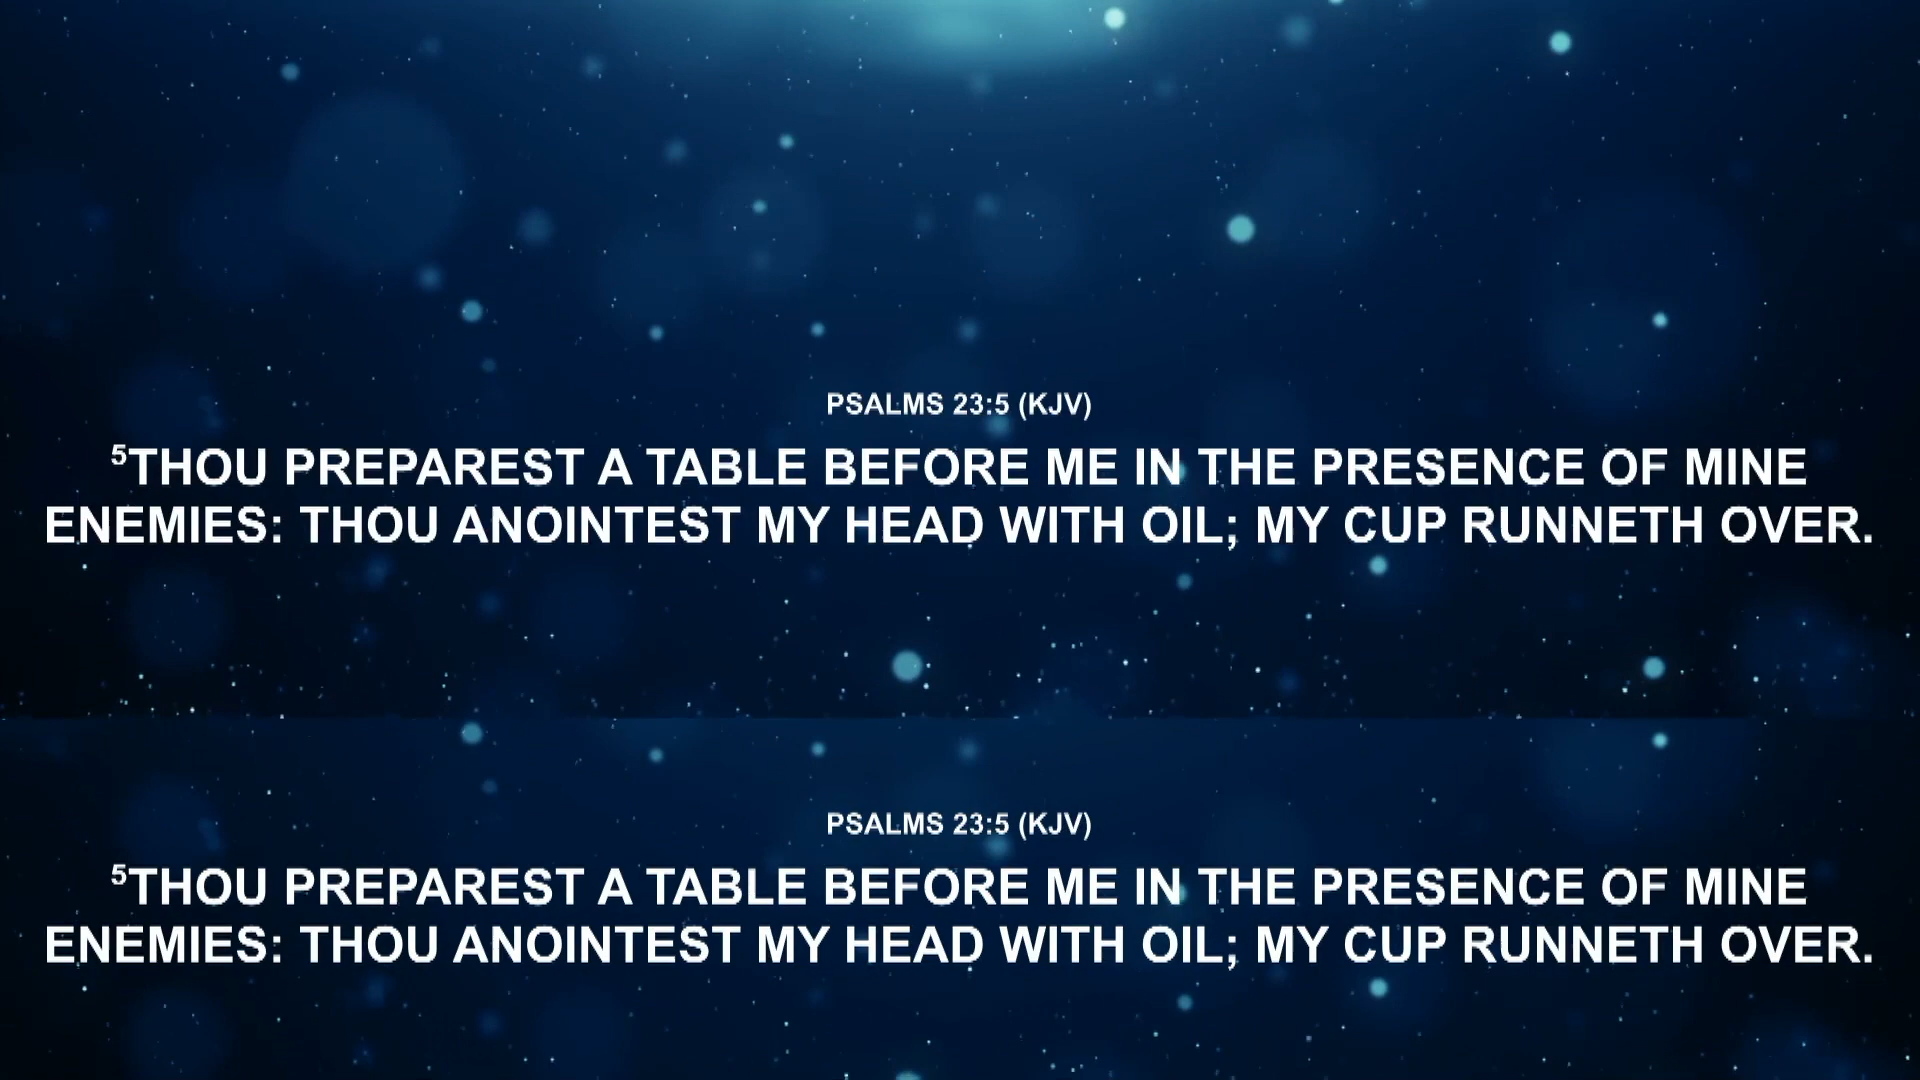 PSALMS 23:5 (KJV)
⁵THOU PREPAREST A TABLE BEFORE ME IN THE PRESENCE OF MINE
ENEMIES: THOU ANOINTEST MY HEAD WITH OIL; MY CUP RUNNETH OVER.
PSALMS 23:5 (KJV)
⁵THOU PREPAREST A TABLE BEFORE ME IN THE PRESENCE OF MINE
ENEMIES: THOU ANOINTEST MY HEAD WITH OIL; MY CUP RUNNETH OVER.